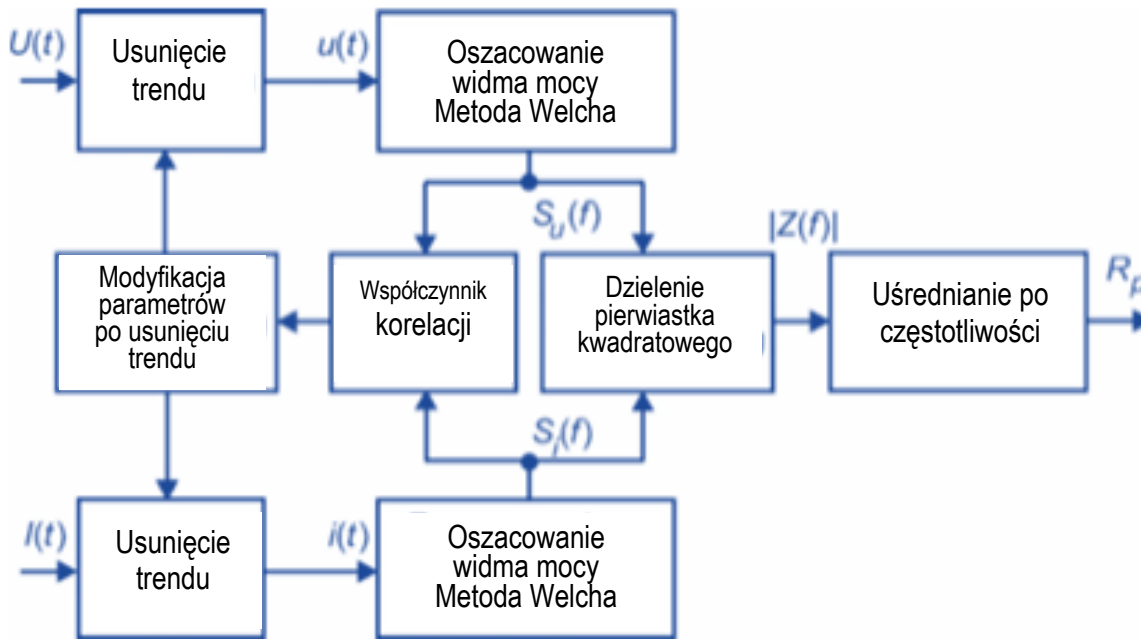 U(t)
Usunięcie
trendu
u(t)
Oszacowanie
widma mocy
Metoda Welcha
S_u(f)
|Z(f)|
Modyfikacja
parametrów
po usunięciu
trendu
Współczynnik
korelacji
Dzielenie
pierwiastka
kwadratowego
Uśrednianie po
częstotliwości
R_p
S_i(f)
I(t)
Usunięcie
trendu
i(t)
Oszacowanie
widma mocy
Metoda Welcha